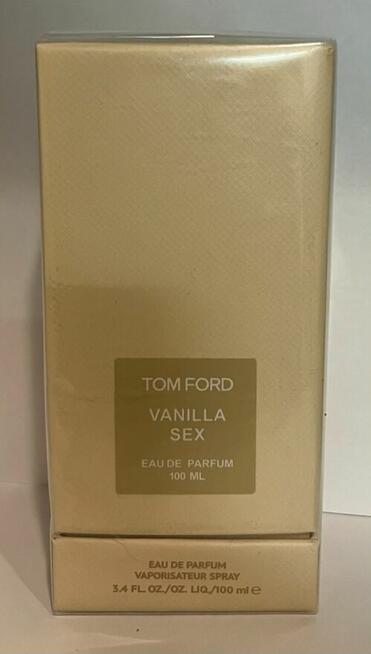 TOM FORD
VANILLA
SEX
EAU DE PARFUM
100 ML
EAU DE PARFUM
VAPORISATEUR SPRAY
3.4 FL. OZ./OZ. LIQ./100 ml ℮